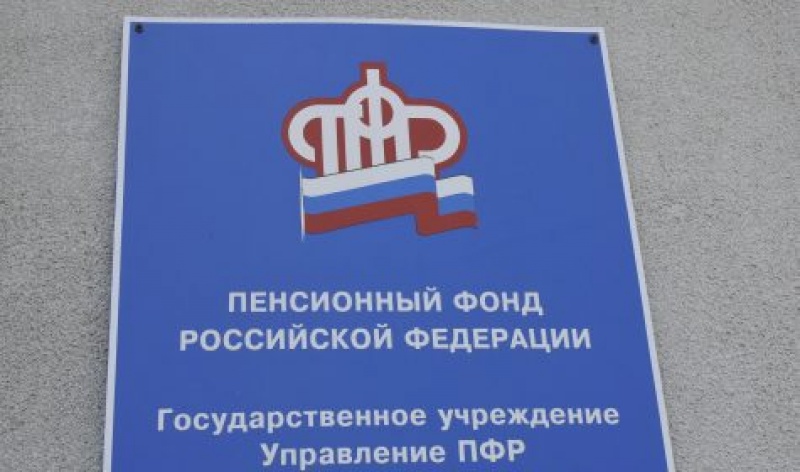 ПФР
ПЕНСИОННЫЙ ФОНД
РОССИЙСКОЙ ФЕДЕРАЦИИ
Государственное учреждение
Управление ПФР